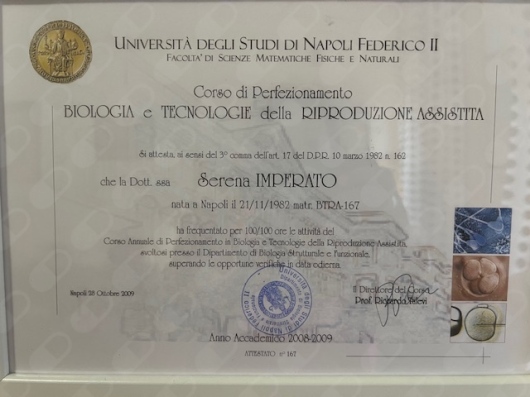 UNIVERSITÀ DEGLI STUDI DI NAPOLI FEDERICO II
FACOLTA' DI SCIENZE MATEMATICHE FISICHE E NATURALI
Corso di Perfezionamento
BIOLOGIA e TECNOLOGIE della RIPRODUZIONE ASSISTITA
Si attesta, ai sensi del 3° comma dell'art. 17 del D.P.R. 10 marzo 1982 n. 162
che la Dott. ssa Serena IMPERATO
nata a Napoli il 21/11/1982 matr. BTRA-167
ha frequentato per 100/100 ore le attività del
Corso Annuale di Perfezionamento in Biologia e Tecnologie della Riproduzione Assistita,
svoltosi presso il Dipartimento di Biologia Strutturale e Funzionale,
superando le opportune verifiche in data odierna.
Napoli 28 Ottobre 2009
Il Direttore del Corso
Prof. Riccardo Talevi
Anno Accademico 2008-2009
ATTESTATO n° 167